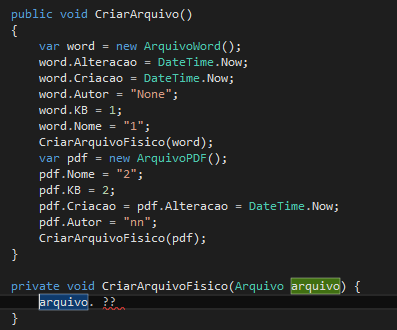 public void CriarArquivo()
{
    var word = new ArquivoWord();
    word.Alteracao = DateTime.Now;
    word.Criacao = DateTime.Now;
    word.Autor = "None";
    word.KB = 1;
    word.Nome = "1";
    CriarArquivoFisico(word);
    var pdf = new ArquivoPDF();
    pdf.Nome = "2";
    pdf.KB = 2;
    pdf.Criacao = pdf.Alteracao = DateTime.Now;
    pdf.Autor = "nn";
    CriarArquivoFisico(pdf);
}
private void CriarArquivoFisico(Arquivo arquivo) {
    arquivo. ??
}